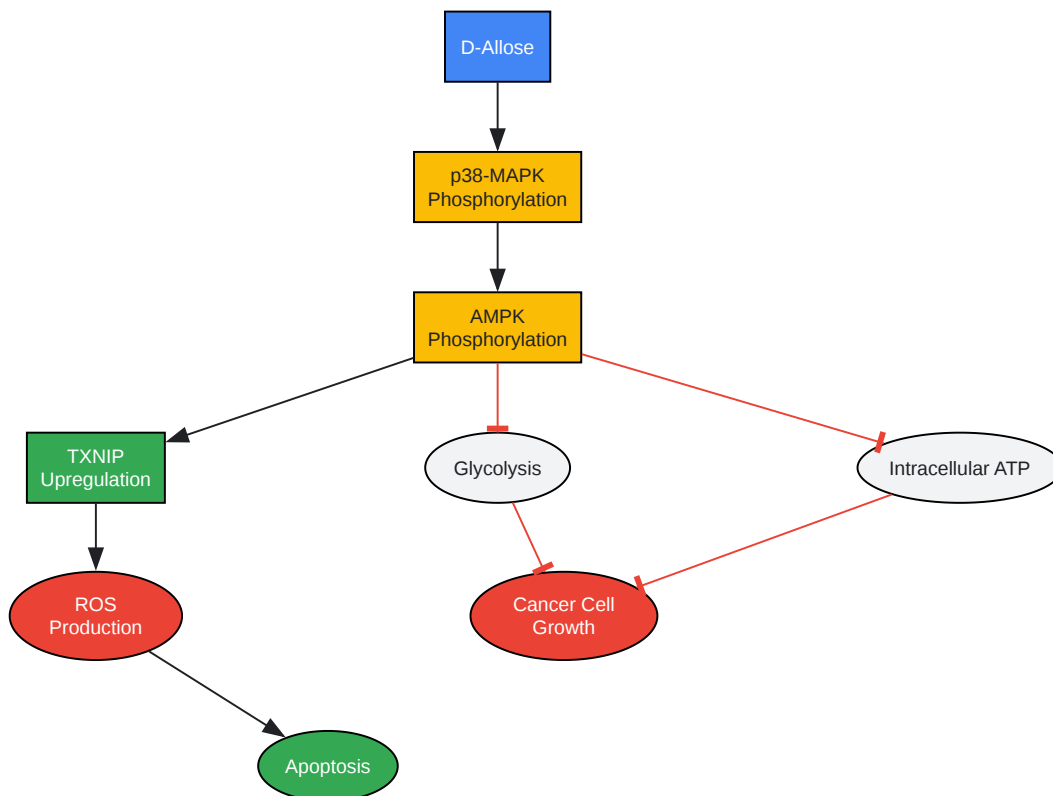 D-Allose
p38-MAPK
Phosphorylation
AMPK
Phosphorylation
TXNIP
Upregulation
Glycolysis
Intracellular ATP
ROS
Production
Cancer Cell
Growth
Apoptosis